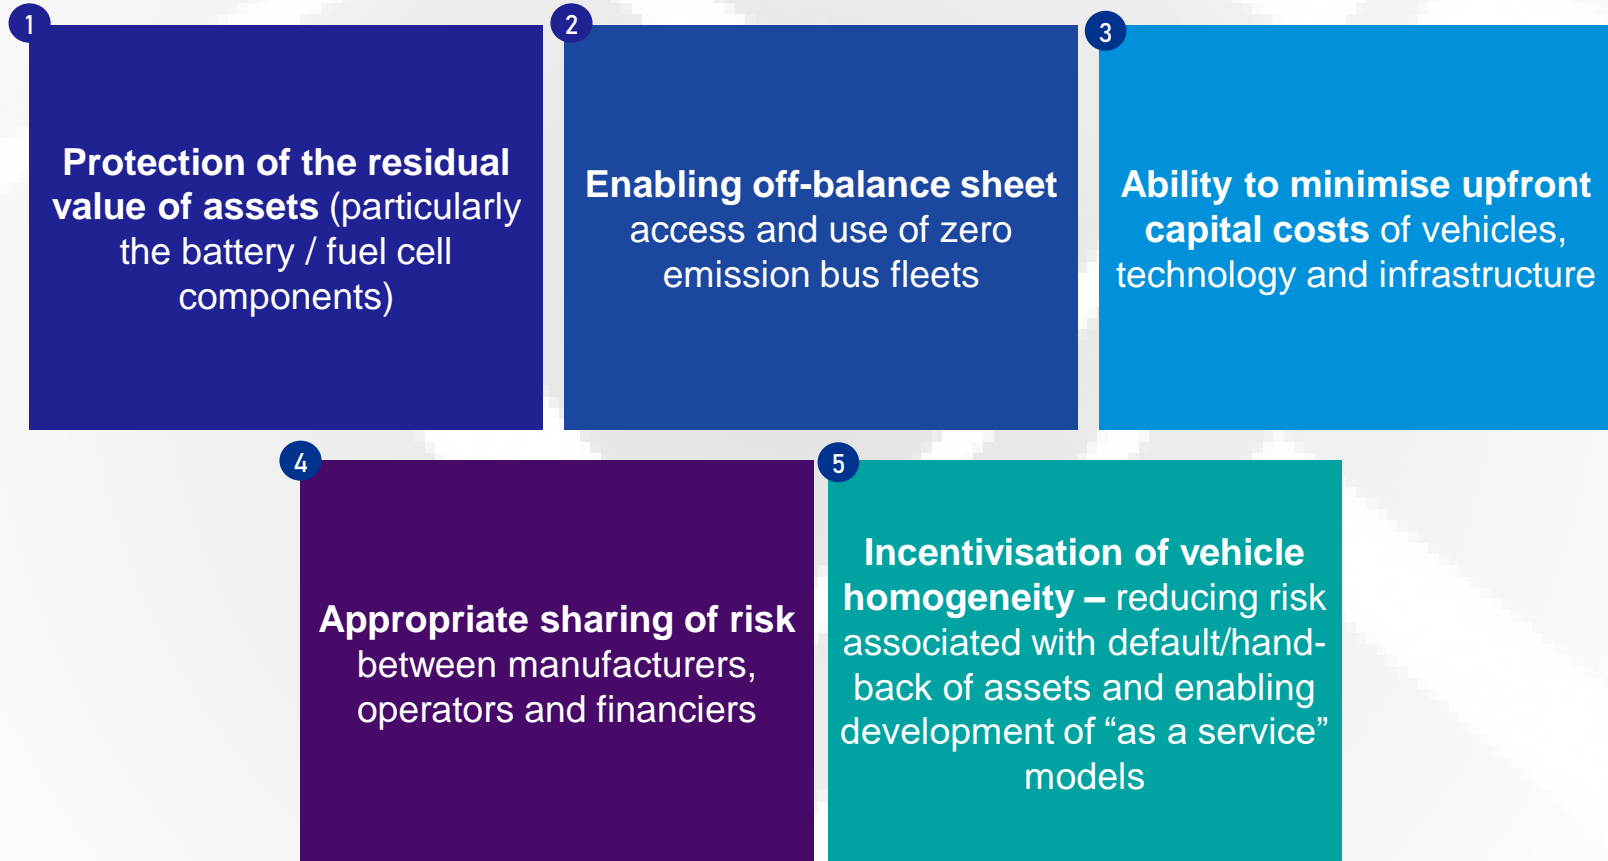 1
Protection of the residual
value of assets (particularly
the battery / fuel cell
components)
2
Enabling off-balance sheet
access and use of zero
emission bus fleets
3
Ability to minimise upfront
capital costs of vehicles,
technology and infrastructure
4
Appropriate sharing of risk
between manufacturers,
operators and financiers
5
Incentivisation of vehicle
homogeneity – reducing risk
associated with default/hand-
back of assets and enabling
development of “as a service”
models